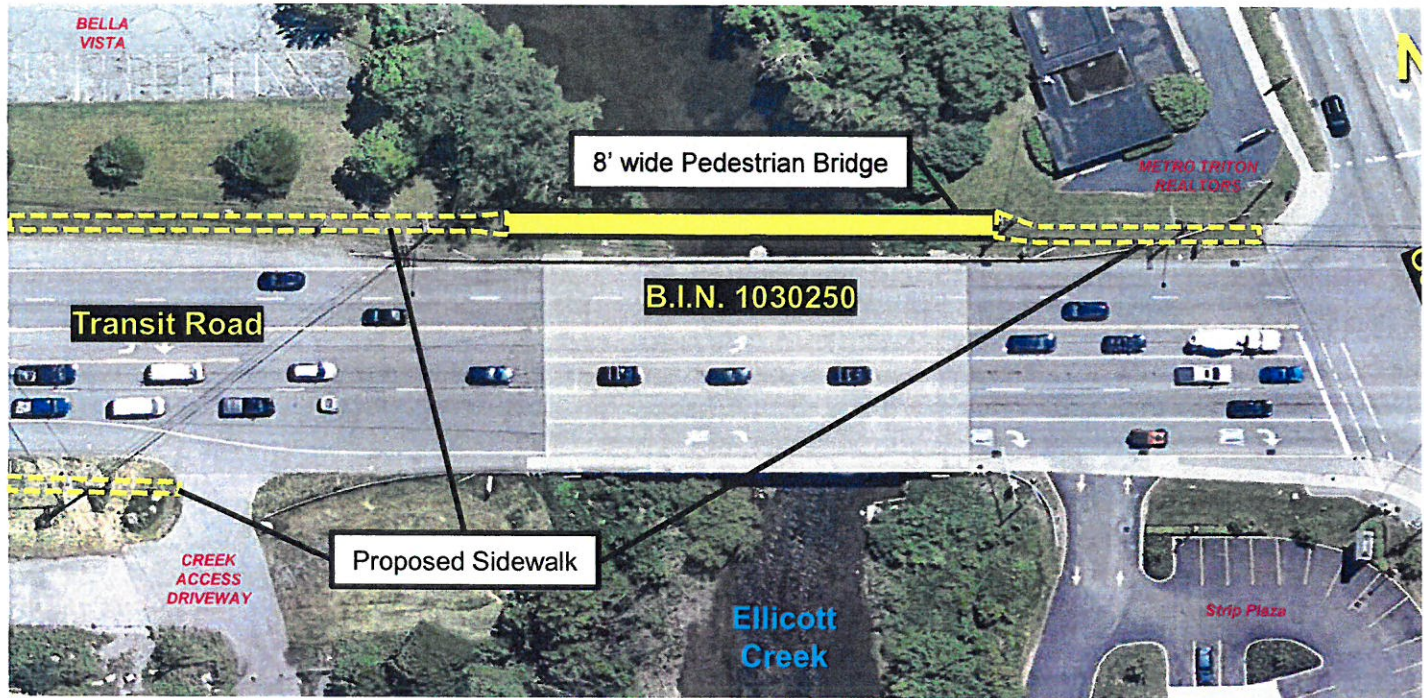 BELLA
VISTA
N
8' wide Pedestrian Bridge
METRO TRITON
REALTORS
B.I.N. 1030250
Transit Road
Proposed Sidewalk
CREEK
ACCESS
DRIVEWAY
Ellicott
Creek
Strip Plaza